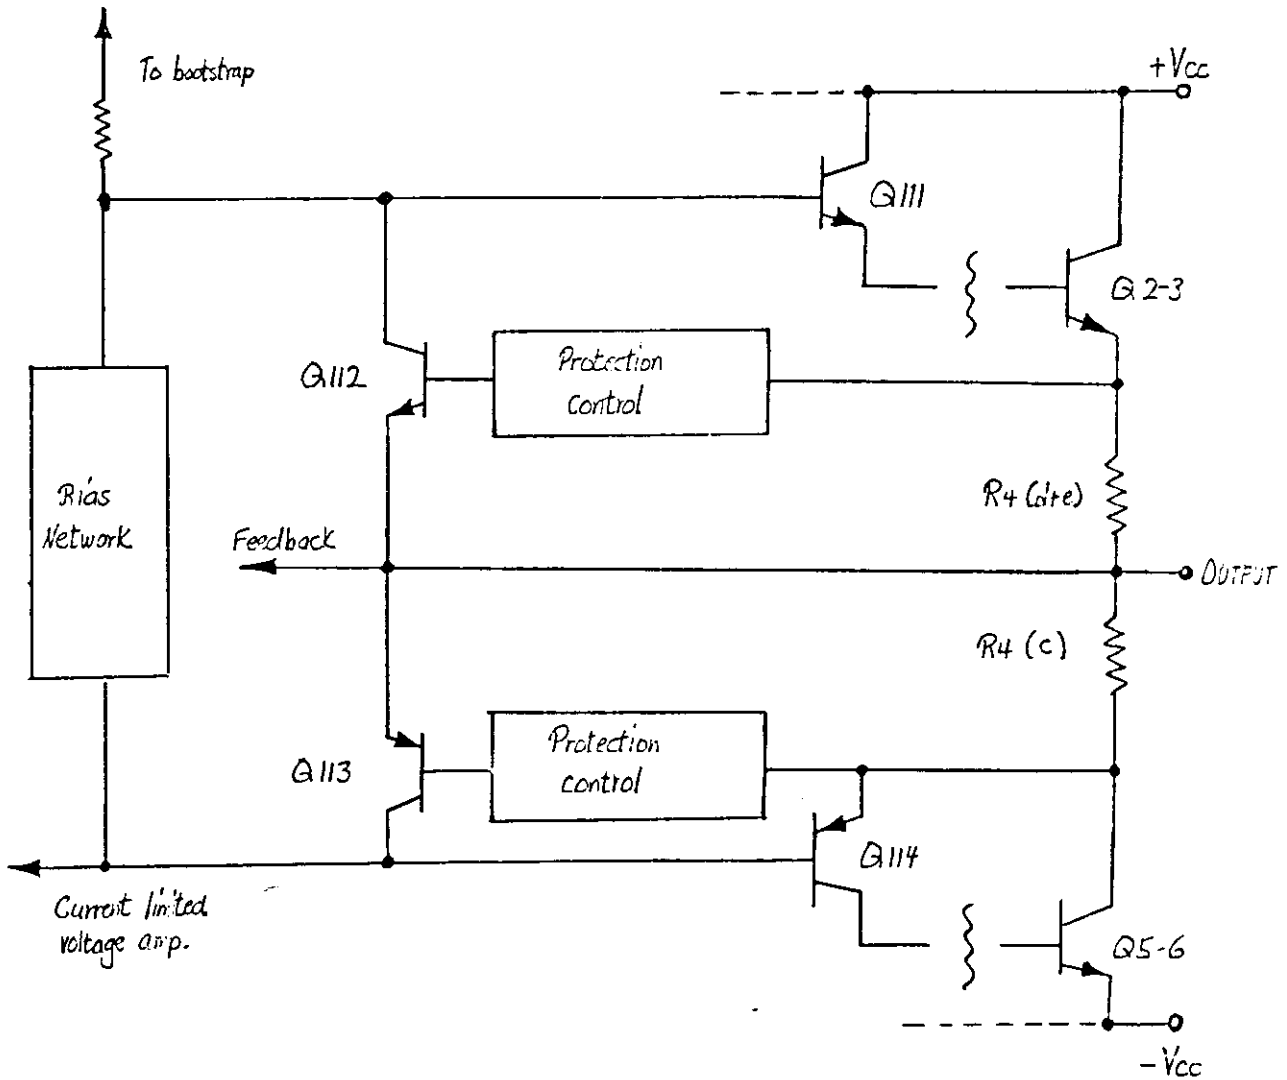 To bootstrap
+Vcc
Q111
Q2-3
Q112
Protection
control
Bias
Network
R4
Feedback
OUTPUT
R4 (c)
Q113
Protection
control
Q114
Current limited
voltage amp.
Q5-6
-Vcc